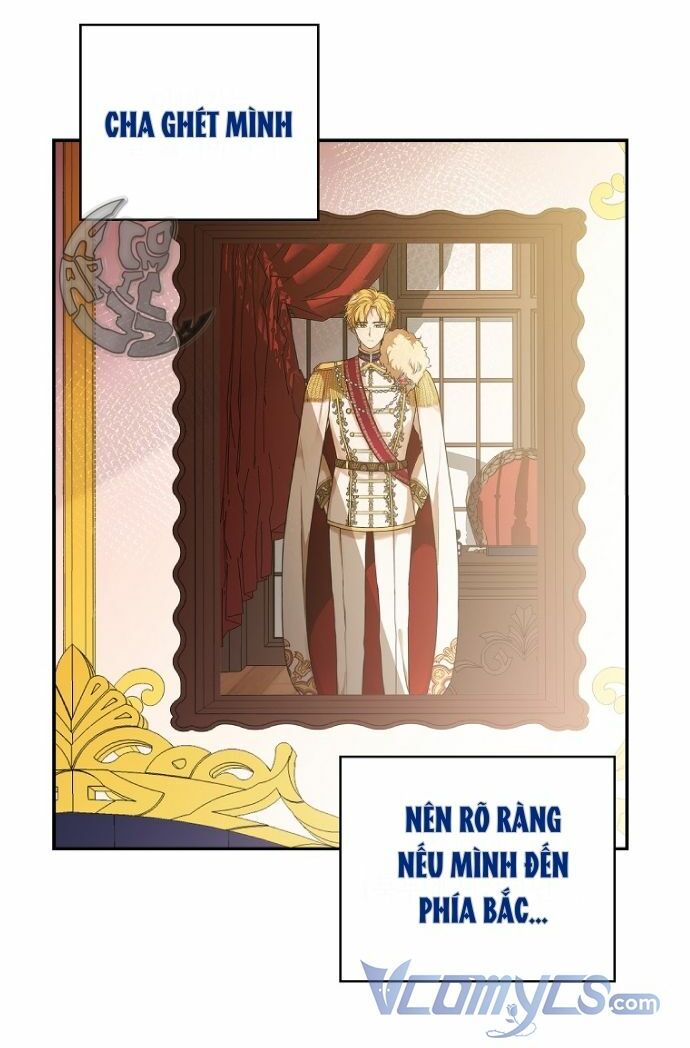 CHA GHÉT MÌNH
NÊN RÕ RÀNG
NẾU MÌNH ĐẾN
PHÍA BẮC...
VCOMYCS.com